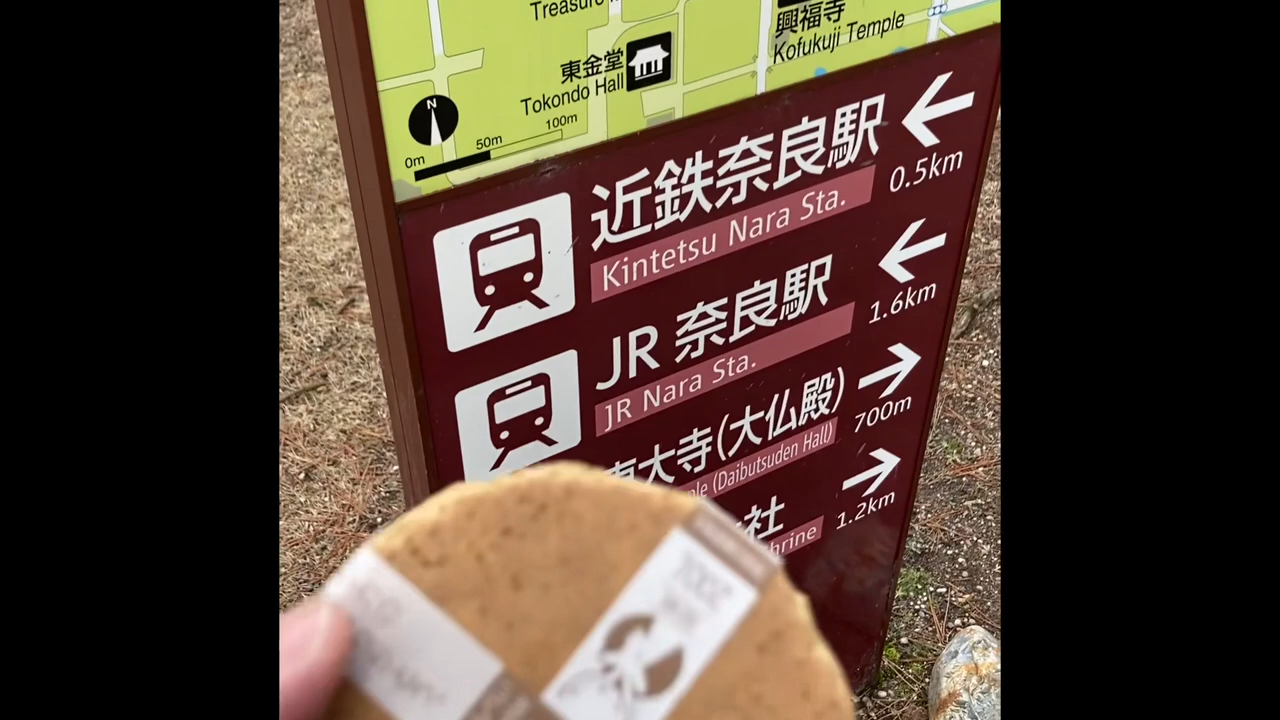 Treasure
興福寺
Kofukuji Temple
東金堂
Tokondo Hall
N
0m 50m 100m
近鉄奈良駅
Kintetsu Nara Sta.
0.5km
JR 奈良駅
JR Nara Sta.
1.6km
東大寺(大仏殿)
(Daibutsuden Hall)
700m
社
1.2km